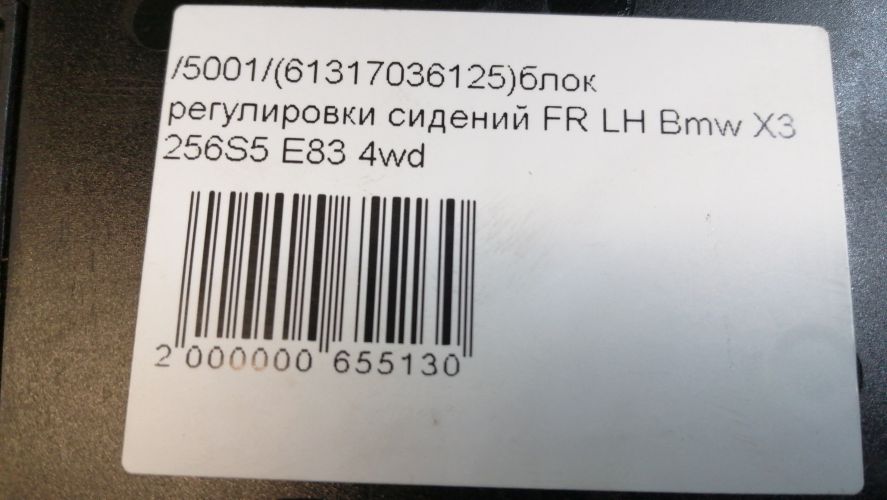 /5001/(61317036125)блок
регулировки сидений FR LH Bmw X3
256S5 E83 4wd
2 000000 655130